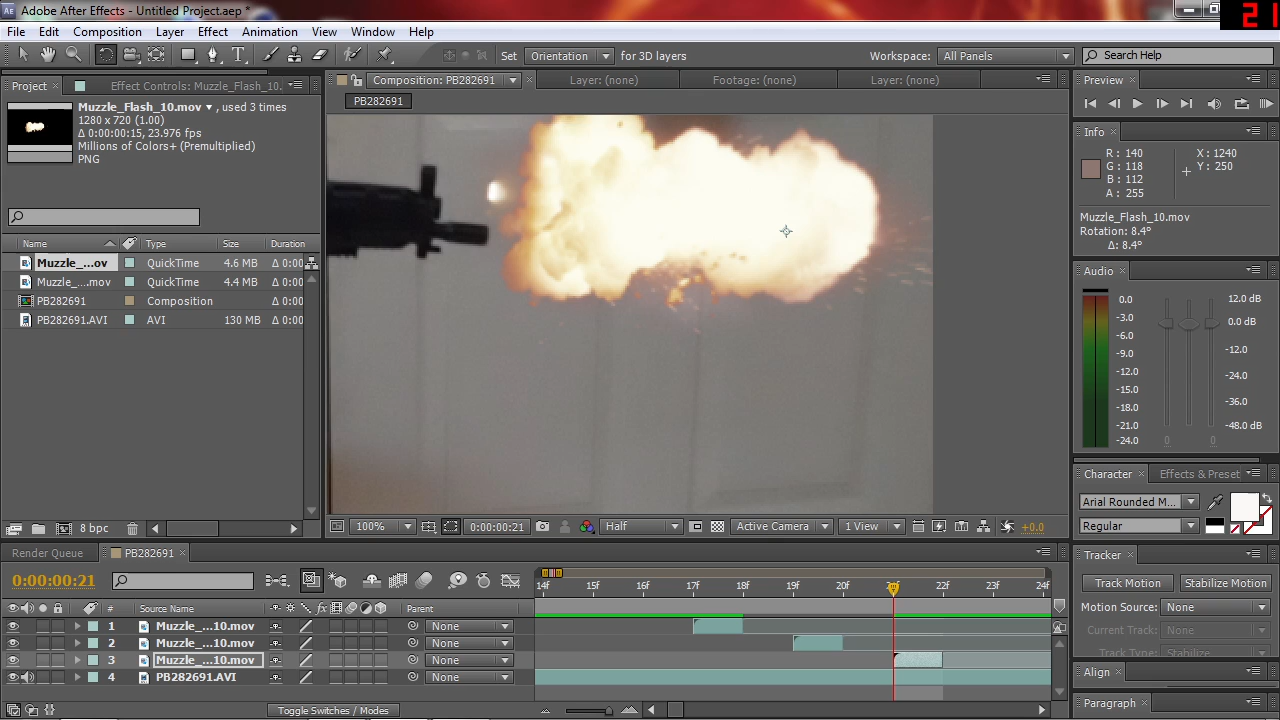 Adobe After Effects - Untitled Project.aep *
21
File Edit Composition Layer Effect Animation View Window Help
Set Orientation for 3D layers Workspace: All Panels Search Help
Project Effect Controls: Muzzle_Flash_10.
Muzzle_Flash_10.mov , used 3 times
1280 x 720 (1.00)
Δ 0:00:00:15, 23.976 fps
Millions of Colors+ (Premultiplied)
PNG
Name Type Size Duration
Muzzle_...ov QuickTime 4.6 MB Δ 0:00
Muzzle_....mov QuickTime 4.4 MB Δ 0:00
PB282691 Composition Δ 0:00
PB282691.AVI AVI 130 MB Δ 0:00
8 bpc
Composition: PB282691 Layer: (none) Footage: (none) Layer: (none)
PB282691
100% 0:00:00:21 Half Active Camera 1 View +0.0
Preview
Info
R: 140 X: 1240
G: 118 Y: 250
B: 112
A: 255
Muzzle_Flash_10.mov
Rotation: 8.4°
Δ: 8.4°
Audio
0.0 12.0 dB
-3.0 0.0 dB
-6.0
-9.0 -12.0
-12.0 -24.0
-15.0
-18.0 -36.0
-21.0 -48.0 dB
-24.0 0 0
Character Effects & Preset
Arial Rounded M...
Regular
Tracker
Track Motion Stabilize Motion
Motion Source: None
Current Track: None
Track Type: Stabilize
Align
Paragraph
Render Queue PB282691
0:00:00:21
14f 15f 16f 17f 18f 19f 20f 22f 23f 24f
# Source Name Parent
1 Muzzle_...10.mov None
2 Muzzle_...10.mov None
3 Muzzle_...10.mov None
4 PB282691.AVI None
Toggle Switches / Modes